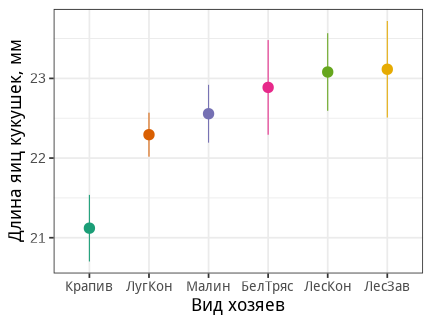 Длина яиц кукушек, мм
23
22
21
Крапив ЛугКон Малин БелТряс ЛесКон ЛесЗав
Вид хозяев